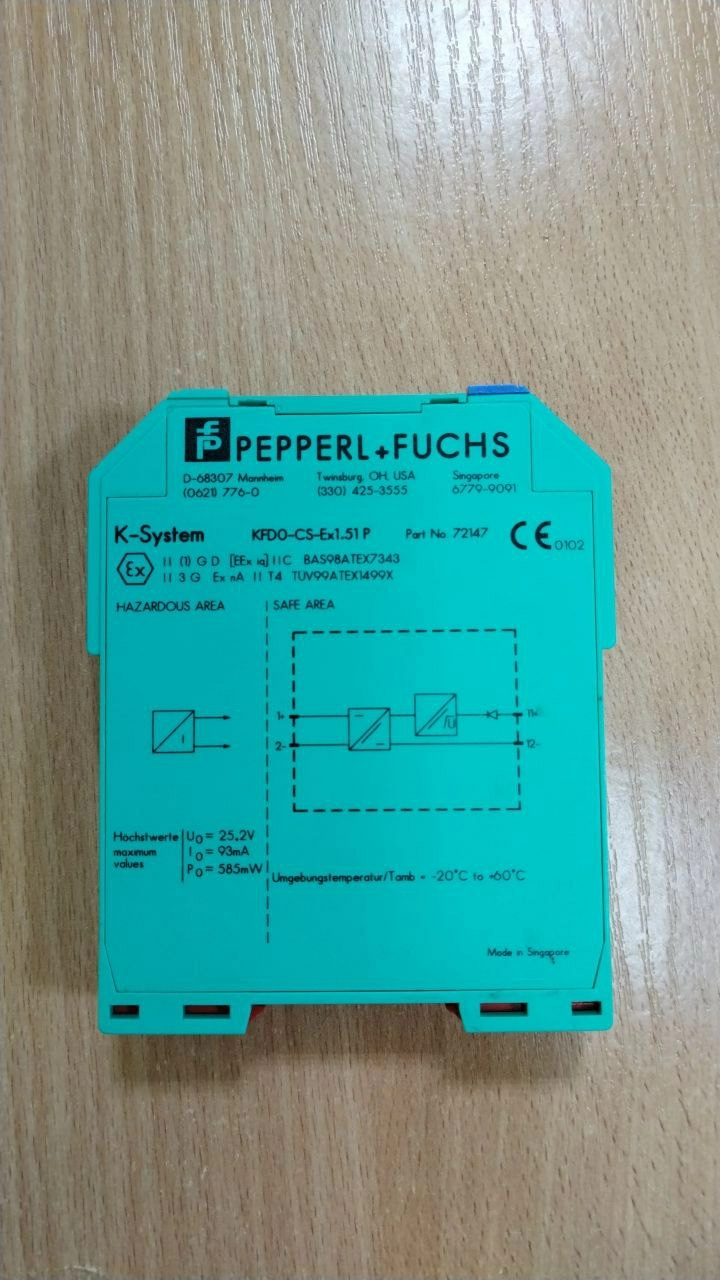 PEPPERL+FUCHS
D-68307 Mannheim Twinsburg, OH, USA Singapore
(0621) 776-0 (330) 425-3555 6779-9091
K-System KFD0-CS-Ex1.51P Part No. 72147 CE 0102
Ex II (1) G D [EEx ia] IIC BAS98ATEX7343
II 3 G Ex nA II T4 TÜV99ATEX1499X
HAZARDOUS AREA SAFE AREA
I
/U
1+ 11+
2- 12-
Höchstwerte U0 = 25.2V
maximum I0 = 93mA
values P0 = 585mW
Umgebungstemperatur/Tamb = -20°C to +60°C
Made in Singapore